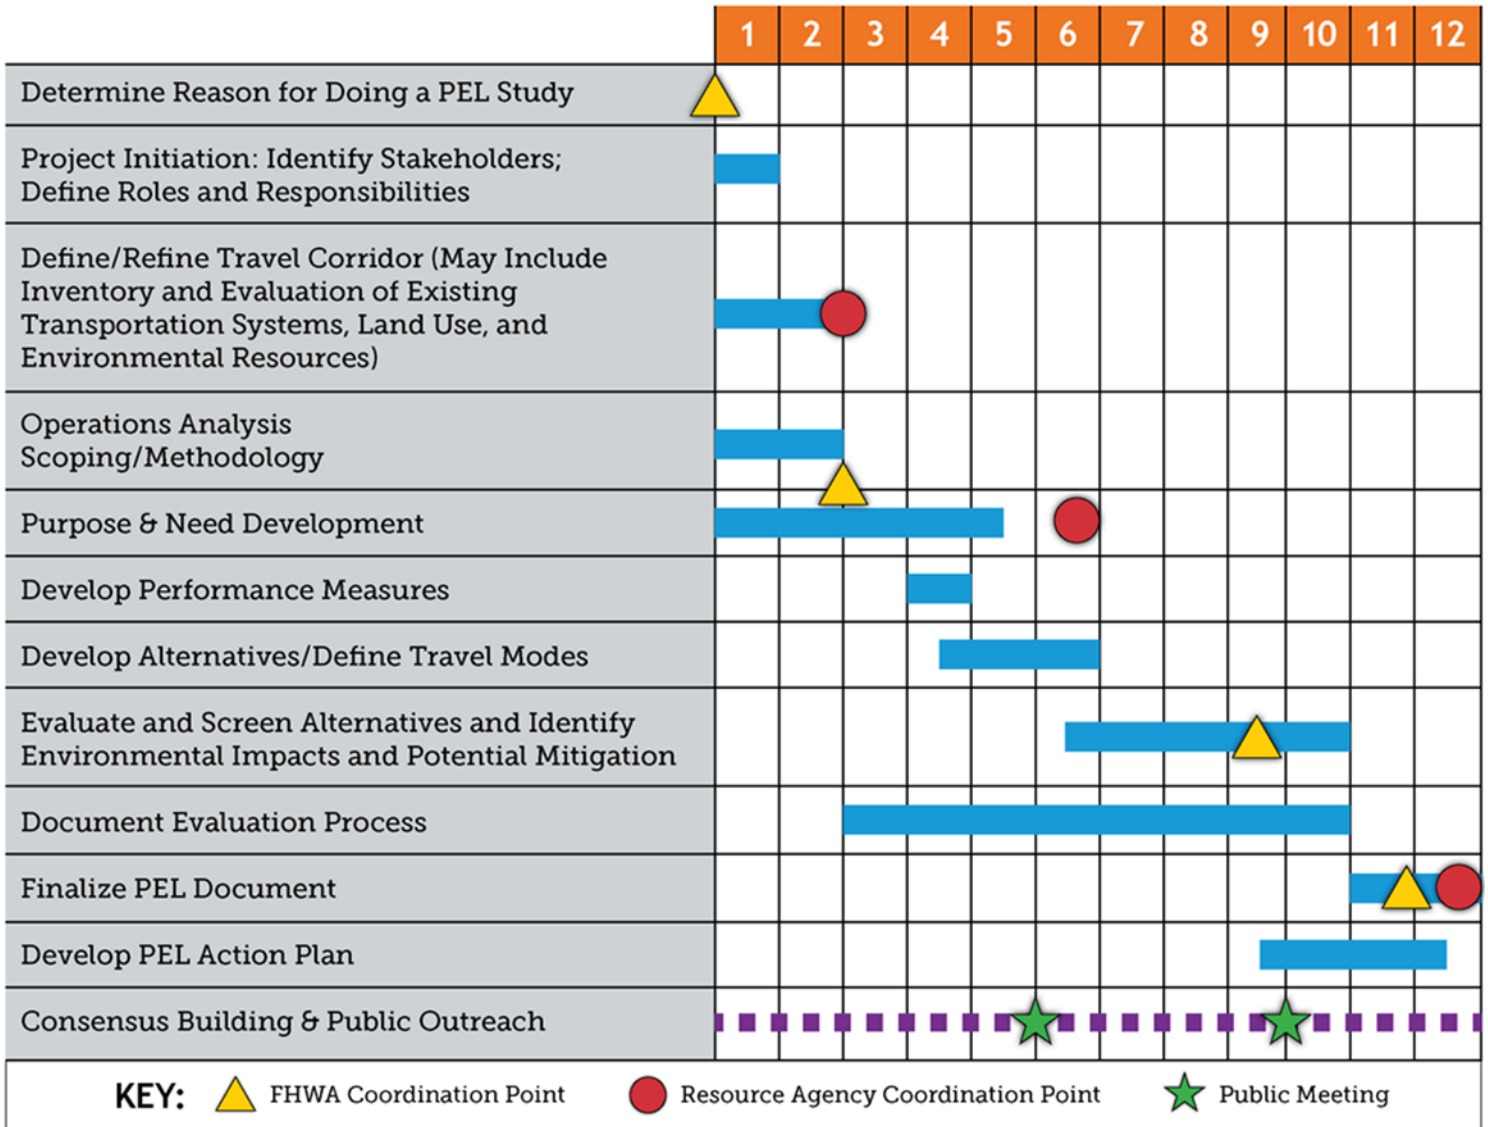 1 2 3 4 5 6 7 8 9 10 11 12
Determine Reason for Doing a PEL Study
Project Initiation: Identify Stakeholders;
Define Roles and Responsibilities
Define/Refine Travel Corridor (May Include
Inventory and Evaluation of Existing
Transportation Systems, Land Use, and
Environmental Resources)
Operations Analysis
Scoping/Methodology
Purpose & Need Development
Develop Performance Measures
Develop Alternatives/Define Travel Modes
Evaluate and Screen Alternatives and Identify
Environmental Impacts and Potential Mitigation
Document Evaluation Process
Finalize PEL Document
Develop PEL Action Plan
Consensus Building & Public Outreach
KEY: FHWA Coordination Point Resource Agency Coordination Point Public Meeting